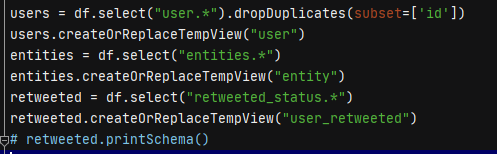 users = df.select("user.*").dropDuplicates(subset=['id'])
users.createOrReplaceTempView("user")
entities = df.select("entities.*")
entities.createOrReplaceTempView("entity")
retweeted = df.select("retweeted_status.*")
retweeted.createOrReplaceTempView("user_retweeted")
# retweeted.printSchema()